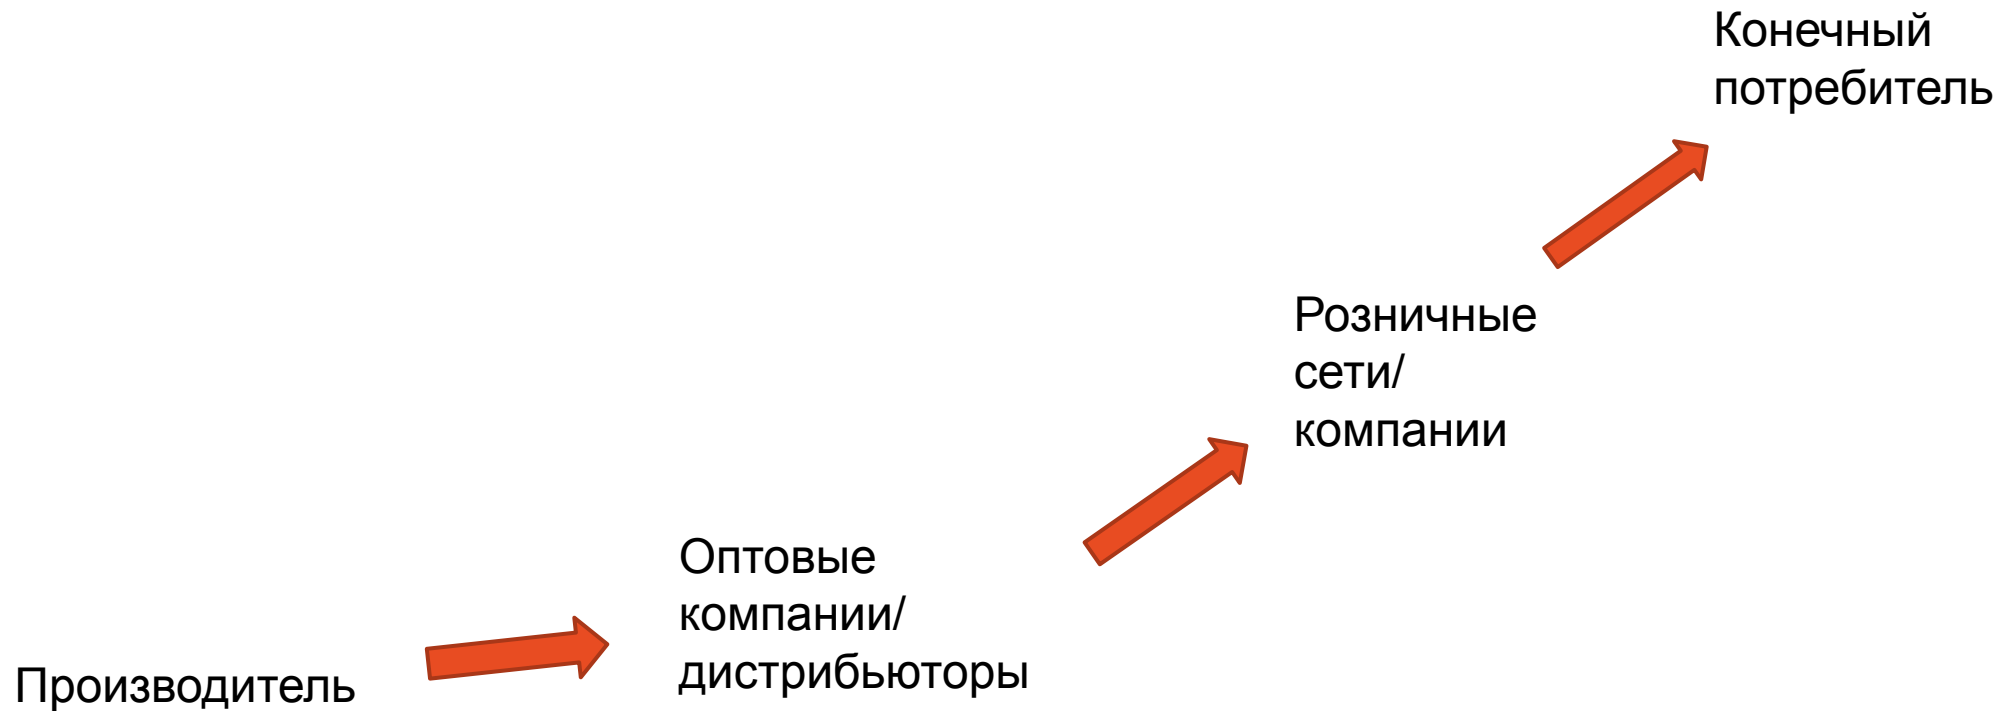 Производитель
Оптовые
компании/
дистрибьюторы
Розничные
сети/
компании
Конечный
потребитель